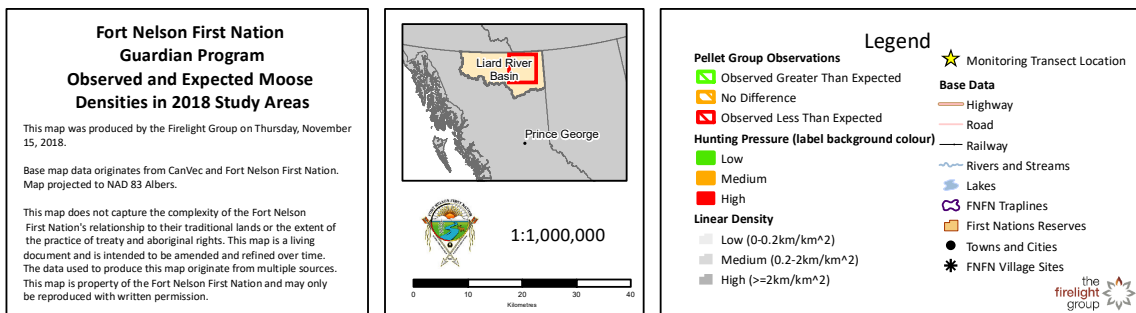 Fort Nelson First Nation
Guardian Program
Observed and Expected Moose
Densities in 2018 Study Areas
This map was produced by the Firelight Group on Thursday, November
15, 2018.
Base map data originates from CanVec and Fort Nelson First Nation.
Map projected to NAD 83 Albers.
This map does not capture the complexity of the Fort Nelson
First Nation's relationship to their traditional lands or the extent of
the practice of treaty and aboriginal rights. This map is a living
document and is intended to be amended and refined over time.
The data used to produce this map originate from multiple sources.
This map is property of the Fort Nelson First Nation and may only
be reproduced with written permission.
Liard River
Basin
Prince George
FORT NELSON FIRST NATION
1:1,000,000
0 10 20 30 40
Kilometres
Legend
Pellet Group Observations
Observed Greater Than Expected
No Difference
Observed Less Than Expected
Hunting Pressure (label background colour)
Low
Medium
High
Linear Density
Low (0-0.2km/km^2)
Medium (0.2-2km/km^2)
High (>=2km/km^2)
Monitoring Transect Location
Base Data
Highway
Road
Railway
Rivers and Streams
Lakes
FNFN Traplines
First Nations Reserves
Towns and Cities
FNFN Village Sites
the
firelight
group